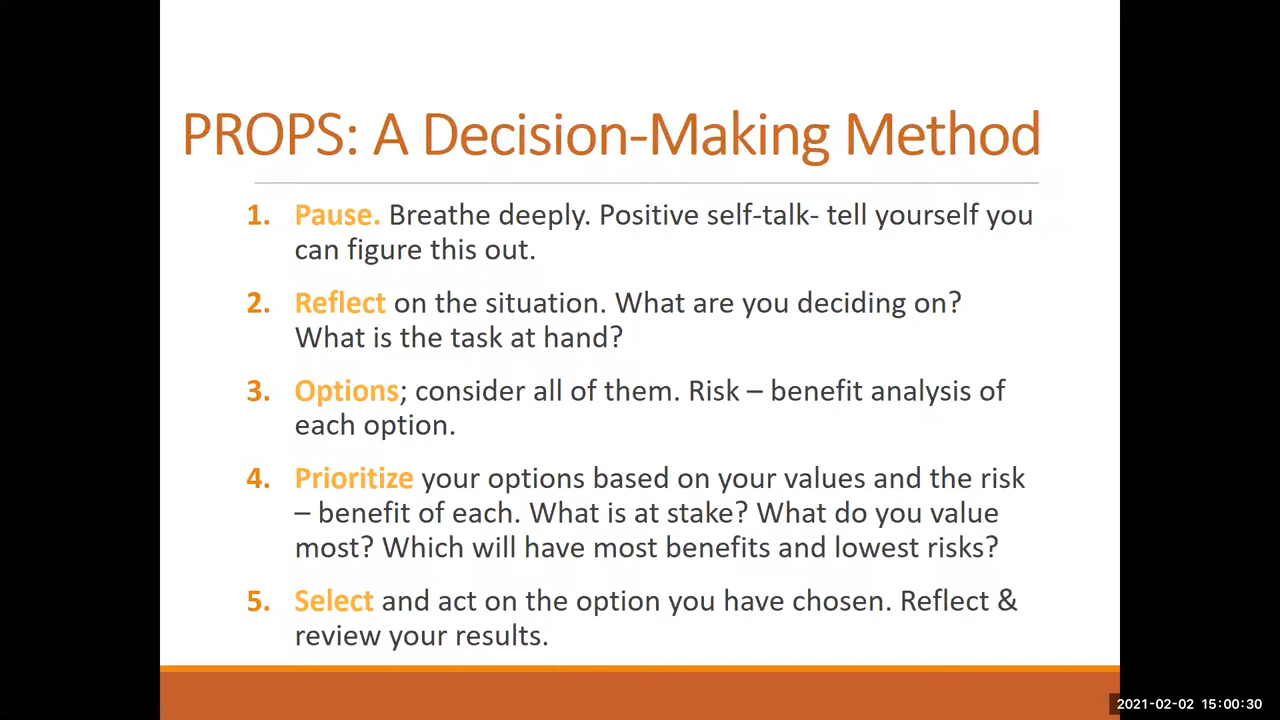 PROPS: A Decision-Making Method
1. Pause. Breathe deeply. Positive self-talk- tell yourself you
can figure this out.
2. Reflect on the situation. What are you deciding on?
What is the task at hand?
3. Options; consider all of them. Risk – benefit analysis of
each option.
4. Prioritize your options based on your values and the risk
– benefit of each. What is at stake? What do you value
most? Which will have most benefits and lowest risks?
5. Select and act on the option you have chosen. Reflect &
review your results.
2021-02-02 15:00:30